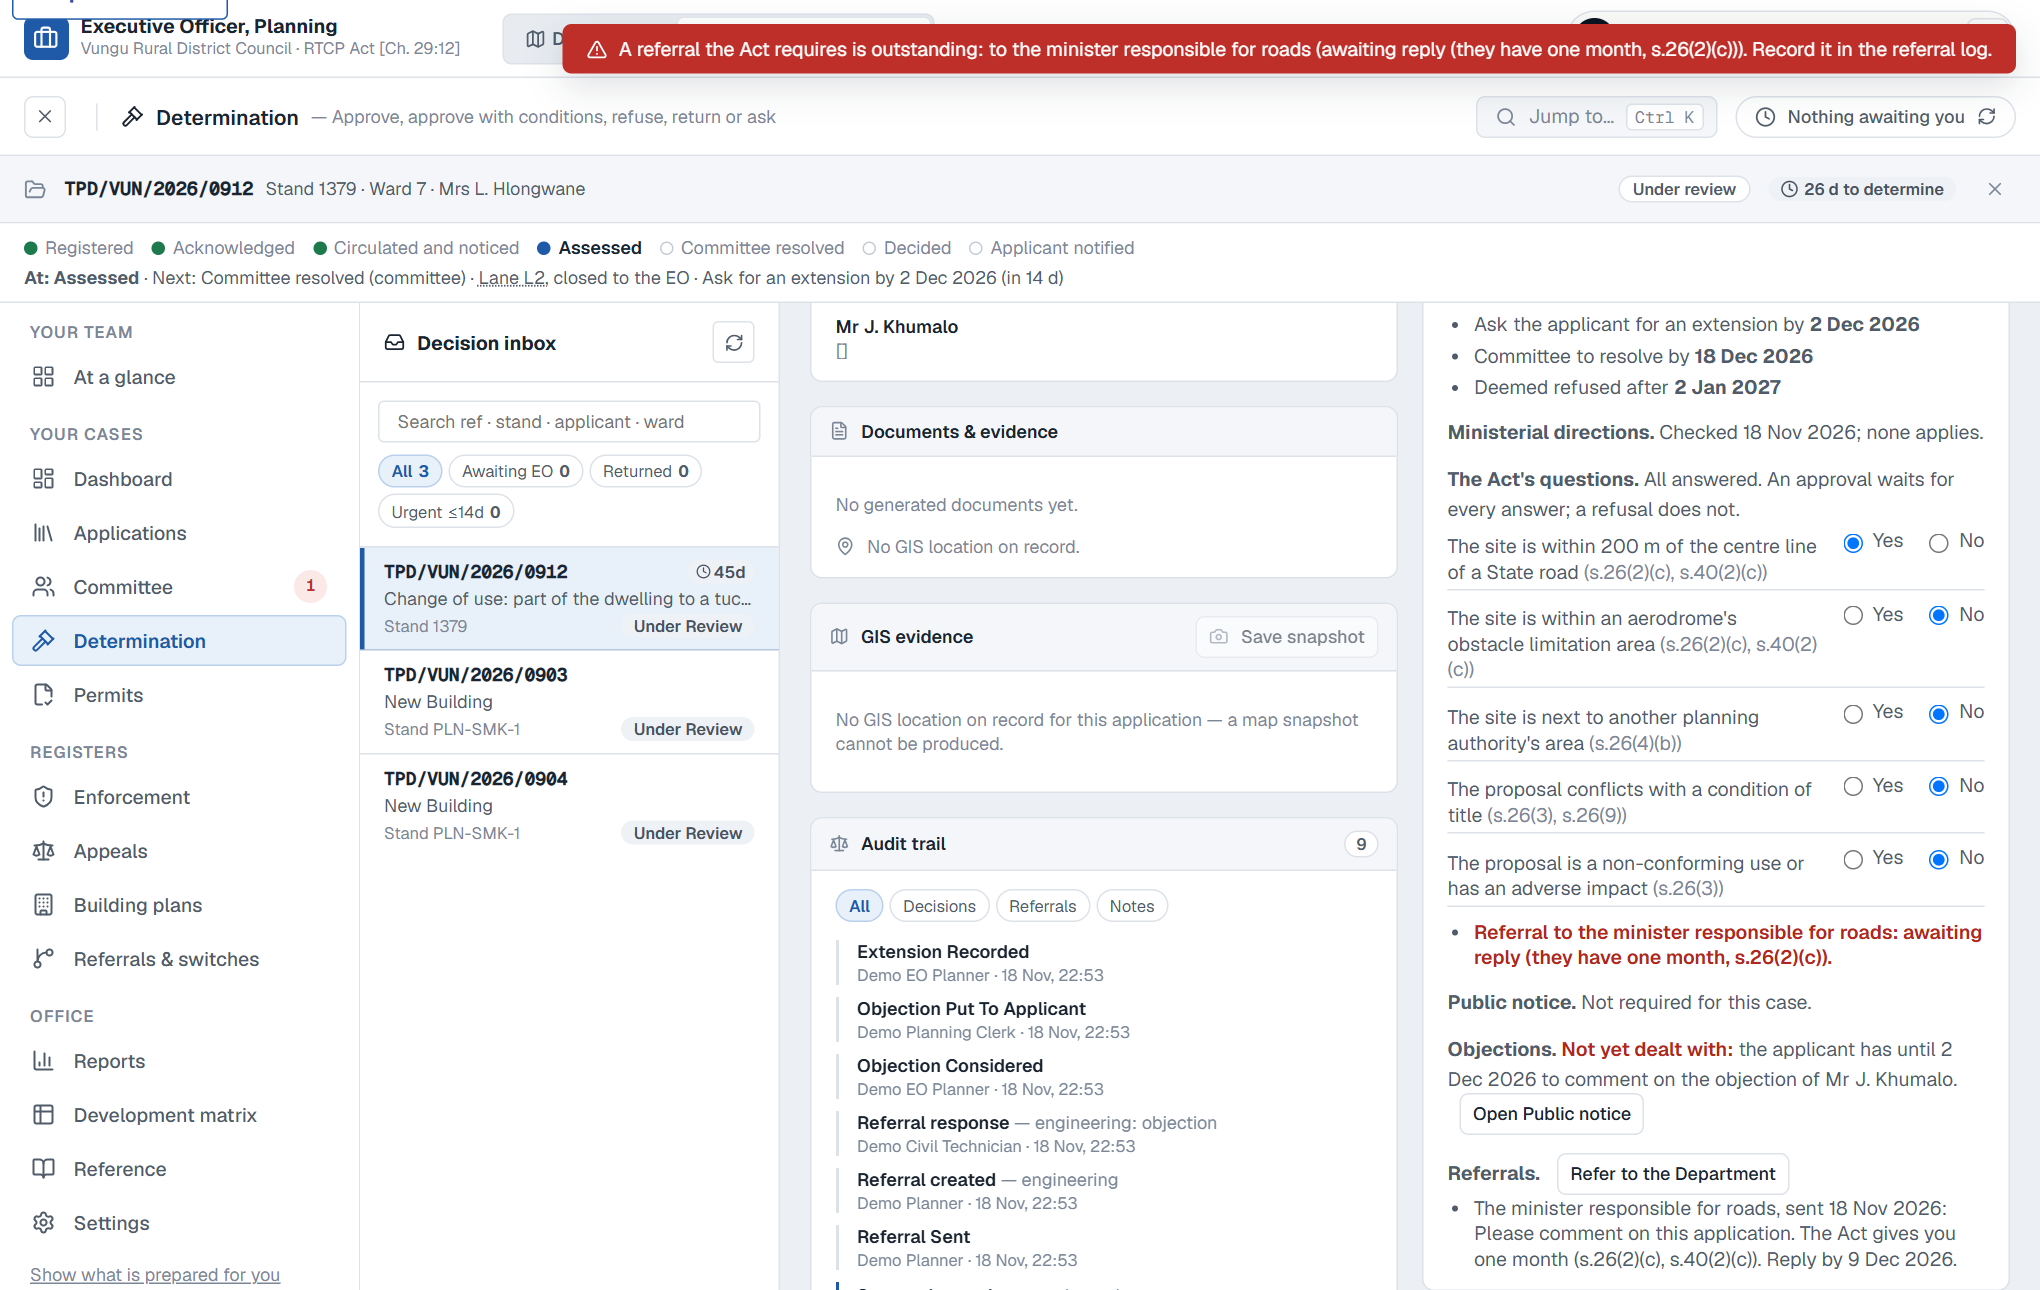 Executive Officer, Planning
Vungu Rural District Council · RTCP Act [Ch. 29:12]
A referral the Act requires is outstanding: to the minister responsible for roads (awaiting reply (they have one month, s.26(2)(c))). Record it in the referral log.
Determination — Approve, approve with conditions, refuse, return or ask
Jump to... Ctrl K
Nothing awaiting you
TPD/VUN/2026/0912 Stand 1379 · Ward 7 · Mrs L. Hlongwane
Under review
26 d to determine
Registered Acknowledged Circulated and noticed Assessed Committee resolved Decided Applicant notified
At: Assessed · Next: Committee resolved (committee) · Lane L2, closed to the EO · Ask for an extension by 2 Dec 2026 (in 14 d)
YOUR TEAM
At a glance
YOUR CASES
Dashboard
Applications
Committee 1
Determination
Permits
REGISTERS
Enforcement
Appeals
Building plans
Referrals & switches
OFFICE
Reports
Development matrix
Reference
Settings
Show what is prepared for you
Decision inbox
Search ref · stand · applicant · ward
All 3
Awaiting EO 0
Returned 0
Urgent ≤14d 0
TPD/VUN/2026/0912 45d
Change of use: part of the dwelling to a tuc...
Stand 1379 Under Review
TPD/VUN/2026/0903
New Building
Stand PLN-SMK-1 Under Review
TPD/VUN/2026/0904
New Building
Stand PLN-SMK-1 Under Review
Mr J. Khumalo
[]
Documents & evidence
No generated documents yet.
No GIS location on record.
GIS evidence
Save snapshot
No GIS location on record for this application — a map snapshot
cannot be produced.
Audit trail 9
All Decisions Referrals Notes
Extension Recorded
Demo EO Planner · 18 Nov, 22:53
Objection Put To Applicant
Demo Planning Clerk · 18 Nov, 22:53
Objection Considered
Demo EO Planner · 18 Nov, 22:53
Referral response — engineering: objection
Demo Civil Technician · 18 Nov, 22:53
Referral created — engineering
Demo Planner · 18 Nov, 22:53
Referral Sent
Demo Planner · 18 Nov, 22:53
Ask the applicant for an extension by 2 Dec 2026
Committee to resolve by 18 Dec 2026
Deemed refused after 2 Jan 2027
Ministerial directions. Checked 18 Nov 2026; none applies.
The Act's questions. All answered. An approval waits for
every answer; a refusal does not.
The site is within 200 m of the centre line Yes No
of a State road (s.26(2)(c), s.40(2)(c))
The site is within an aerodrome's Yes No
obstacle limitation area (s.26(2)(c), s.40(2)
(c))
The site is next to another planning Yes No
authority's area (s.26(4)(b))
The proposal conflicts with a condition of Yes No
title (s.26(3), s.26(9))
The proposal is a non-conforming use or Yes No
has an adverse impact (s.26(3))
Referral to the minister responsible for roads: awaiting
reply (they have one month, s.26(2)(c)).
Public notice. Not required for this case.
Objections. Not yet dealt with: the applicant has until 2
Dec 2026 to comment on the objection of Mr J. Khumalo.
Open Public notice
Referrals. Refer to the Department
The minister responsible for roads, sent 18 Nov 2026:
Please comment on this application. The Act gives you
one month (s.26(2)(c), s.40(2)(c)). Reply by 9 Dec 2026.